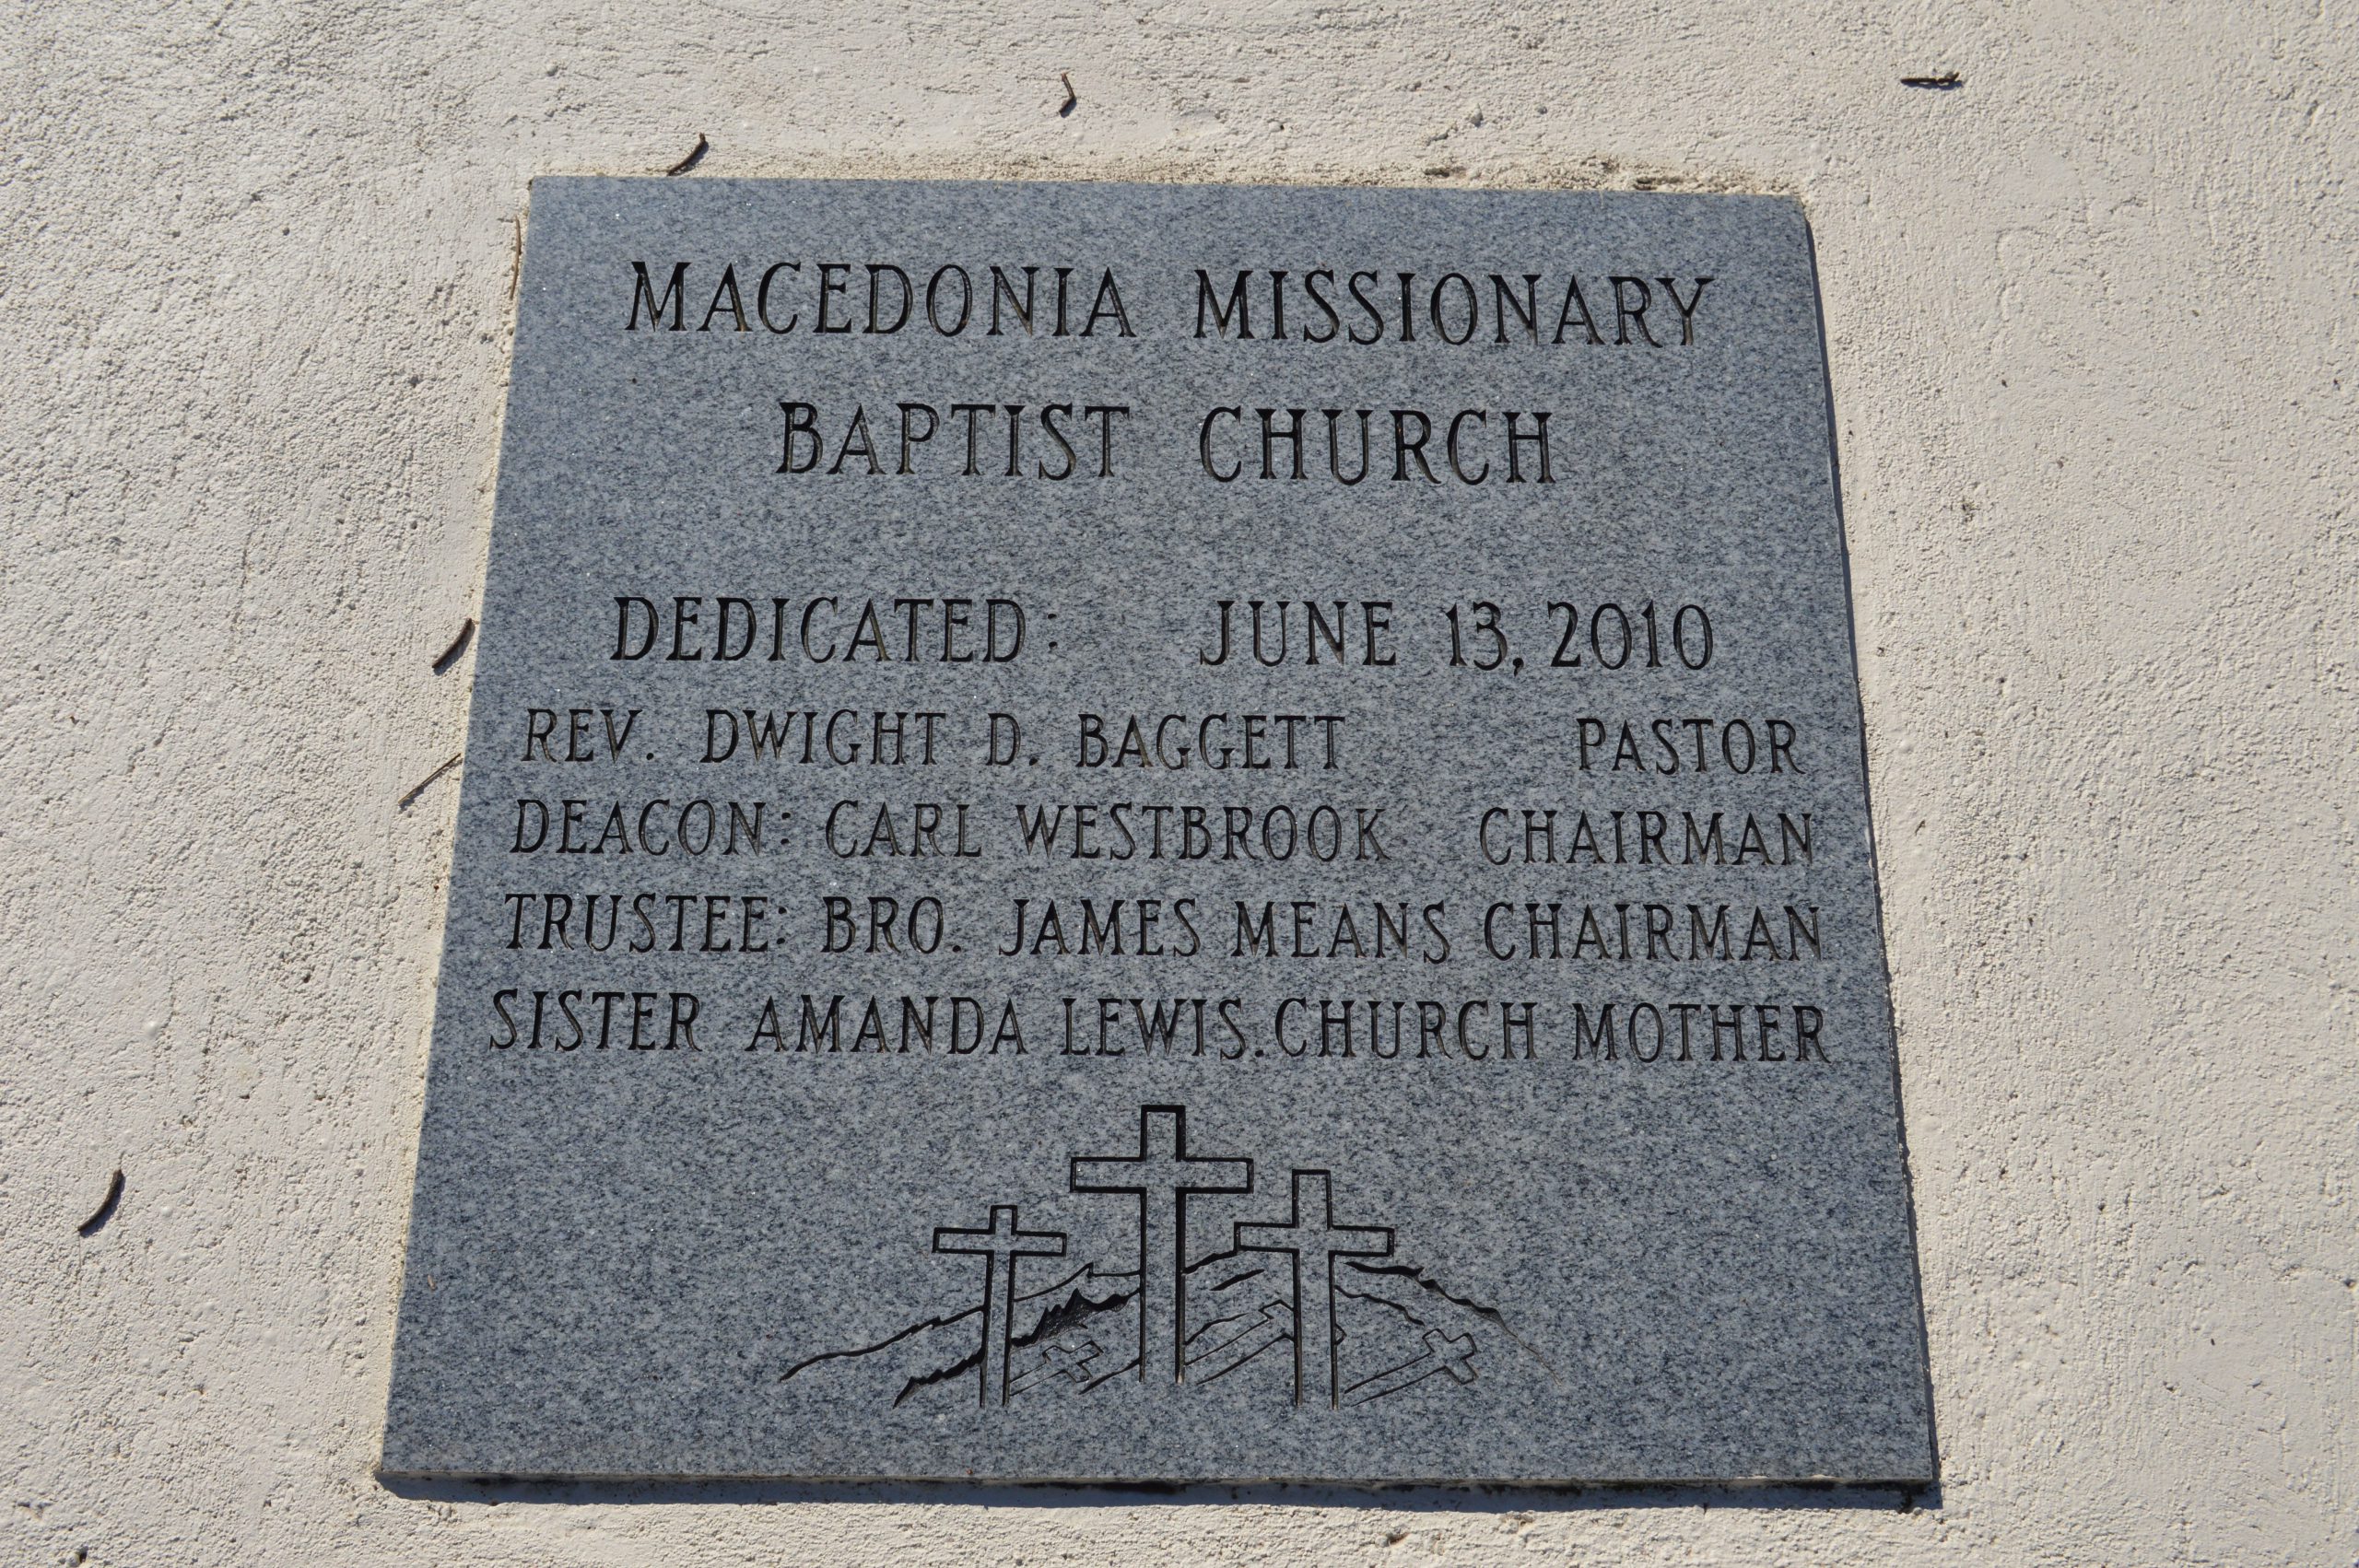 MACEDONIA MISSIONARY
BAPTIST CHURCH
DEDICATED: JUNE 13, 2010
REV. DWIGHT D. BAGGETT PASTOR
DEACON: CARL WESTBROOK CHAIRMAN
TRUSTEE: BRO. JAMES MEANS CHAIRMAN
SISTER AMANDA LEWIS. CHURCH MOTHER